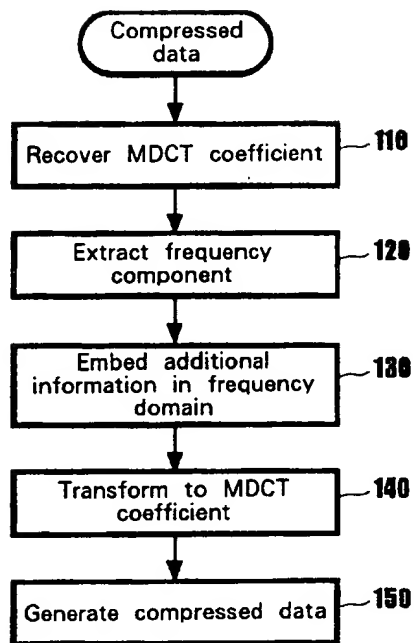 Compressed
data
Recover MDCT coefficient
110
Extract frequency
component
120
Embed additional
information in frequency
domain
130
Transform to MDCT
coefficient
140
Generate compressed data
150